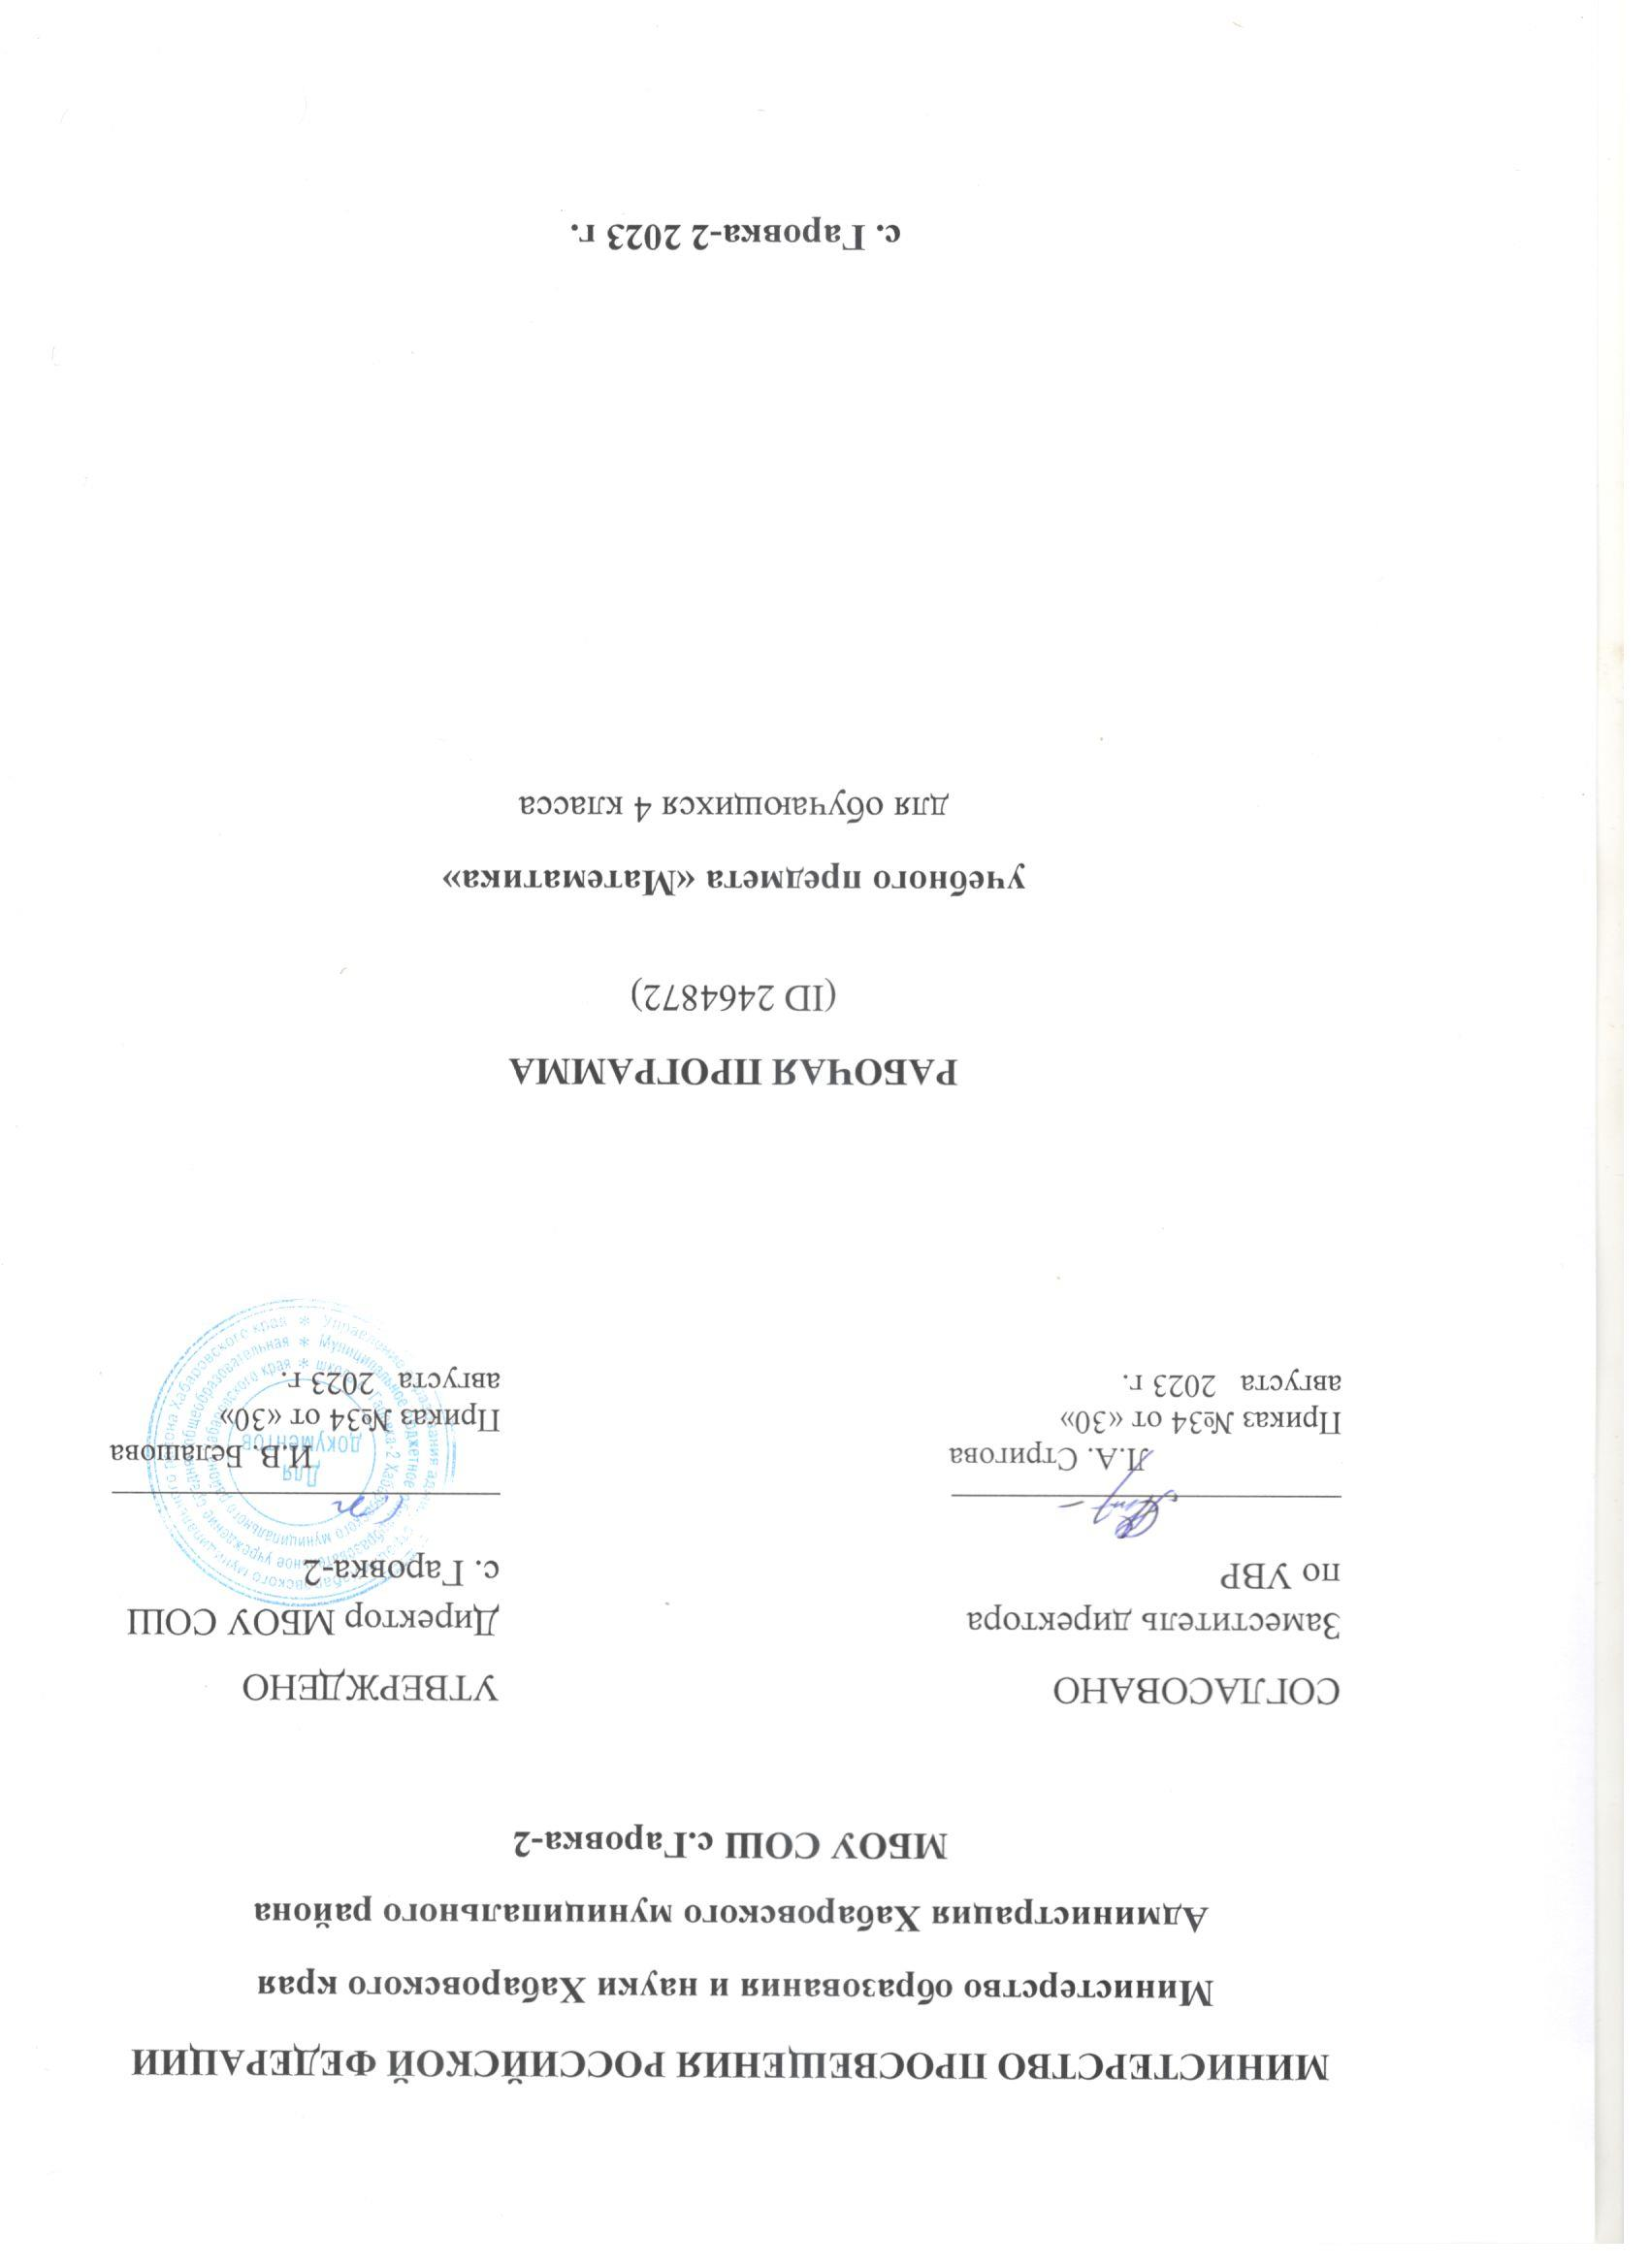 МИНИСТЕРСТВО ПРОСВЕЩЕНИЯ РОССИЙСКОЙ ФЕДЕРАЦИИ
Министерство образования и науки Хабаровского края
Администрация Хабаровского муниципального района
МБОУ СОШ с.Гаровка-2
СОГЛАСОВАНО
Заместитель директора
по УВР
Л.А. Стригова
Приказ №34 от «30»
августа 2023 г.
УТВЕРЖДЕНО
Директор МБОУ СОШ
с. Гаровка-2
И.В. Белашова
Приказ №34 от «30»
августа 2023 г.
Для
документов
РАБОЧАЯ ПРОГРАММА
(ID 2464872)
учебного предмета «Математика»
для обучающихся 4 класса
с. Гаровка-2 2023 г.